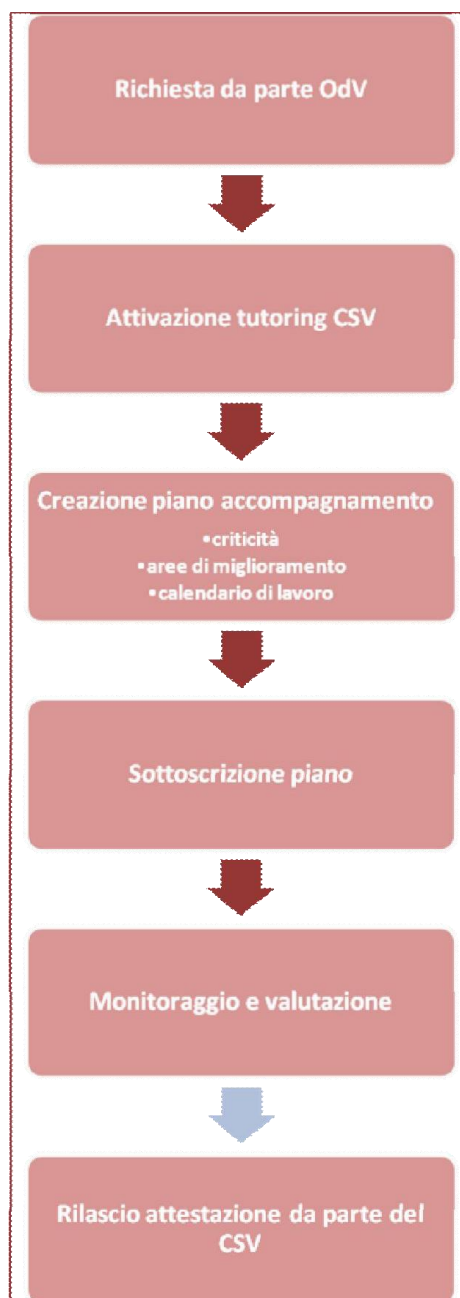 Richiesta da parte OdV
Attivazione tutoring CSV
Creazione piano accompagnamento
•criticità
•aree di miglioramento
•calendario di lavoro
Sottoscrizione piano
Monitoraggio e valutazione
Rilascio attestazione da parte del
CSV